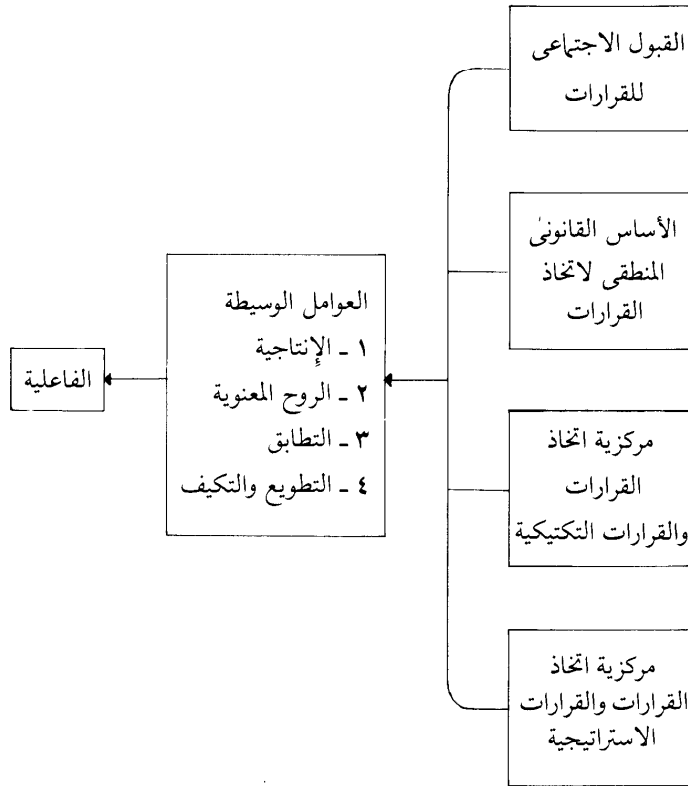 القبول الاجتماعى
للقرارات
الأساس القانونى
المنطقى لاتخاذ
القرارات
مركزية اتخاذ
القرارات
والقرارات التكتيكية
مركزية اتخاذ
القرارات والقرارات
الاستراتيجية
العوامل الوسيطة
١ ـ الإنتاجية
٢ ـ الروح المعنوية
٣ ـ التطابق
٤ ـ التطويع والتكيف
الفاعلية